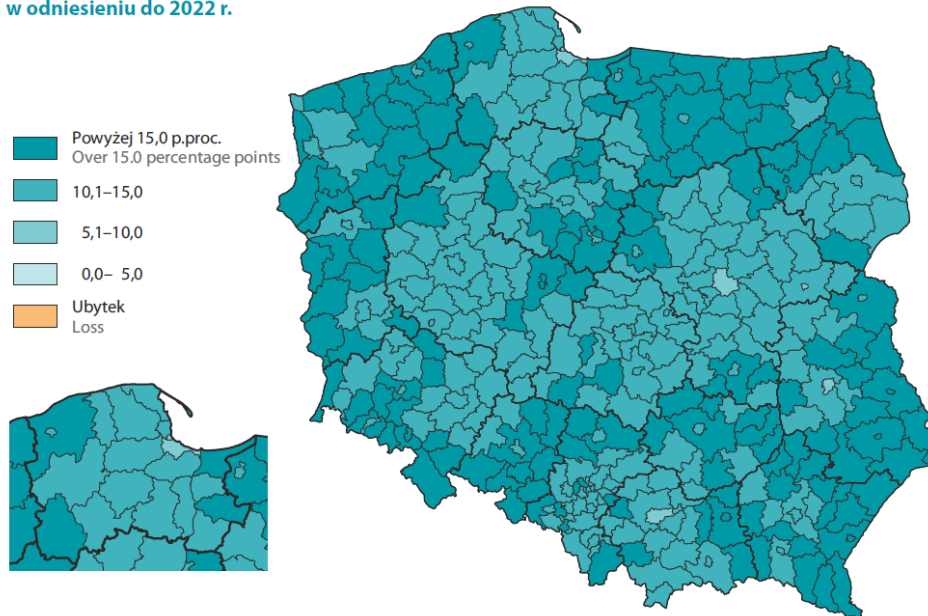 w odniesieniu do 2022 r.
Powyżej 15,0 p.proc.
Over 15.0 percentage points
10,1–15,0
5,1–10,0
0,0– 5,0
Ubytek
Loss